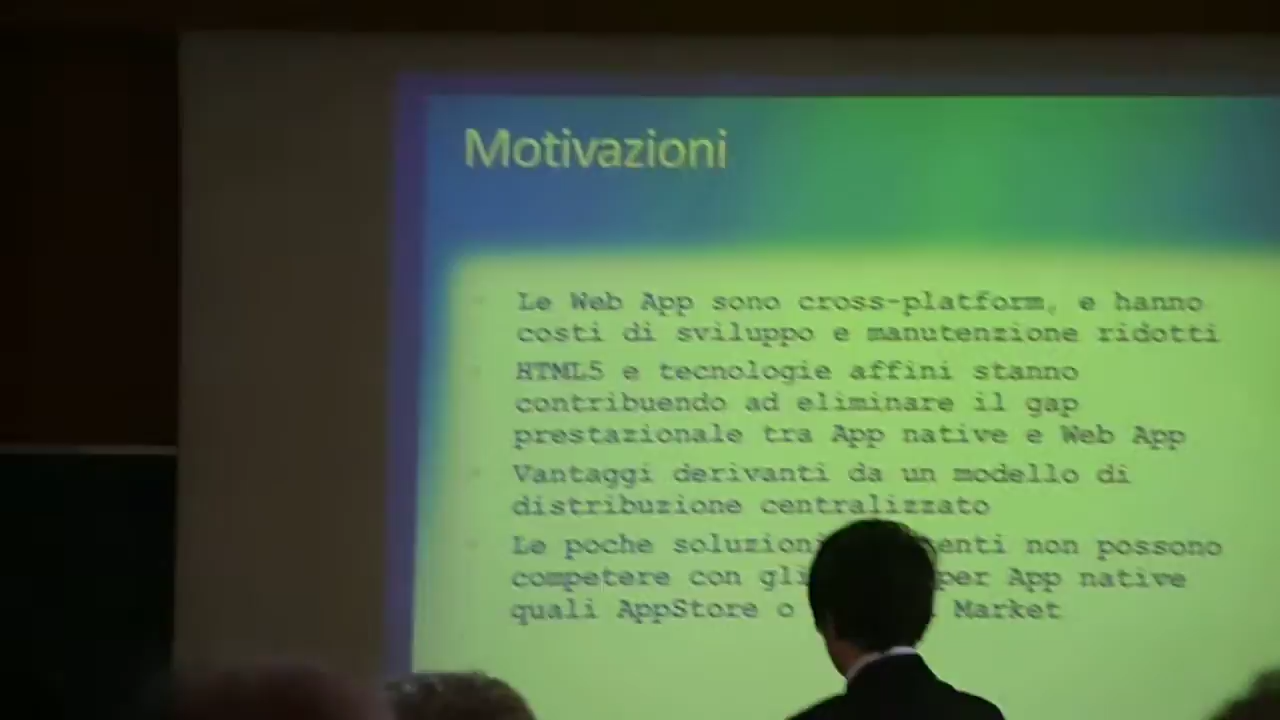 Motivazioni
Le Web App sono cross-platform, e hanno
costi di sviluppo e manutenzione ridotti
HTML5 e tecnologie affini stanno
contribuendo ad eliminare il gap
prestazionale tra App native e Web App
Vantaggi derivanti da un modello di
distribuzione centralizzato
Le poche non possono
competere con per App native
quali AppStore o Market